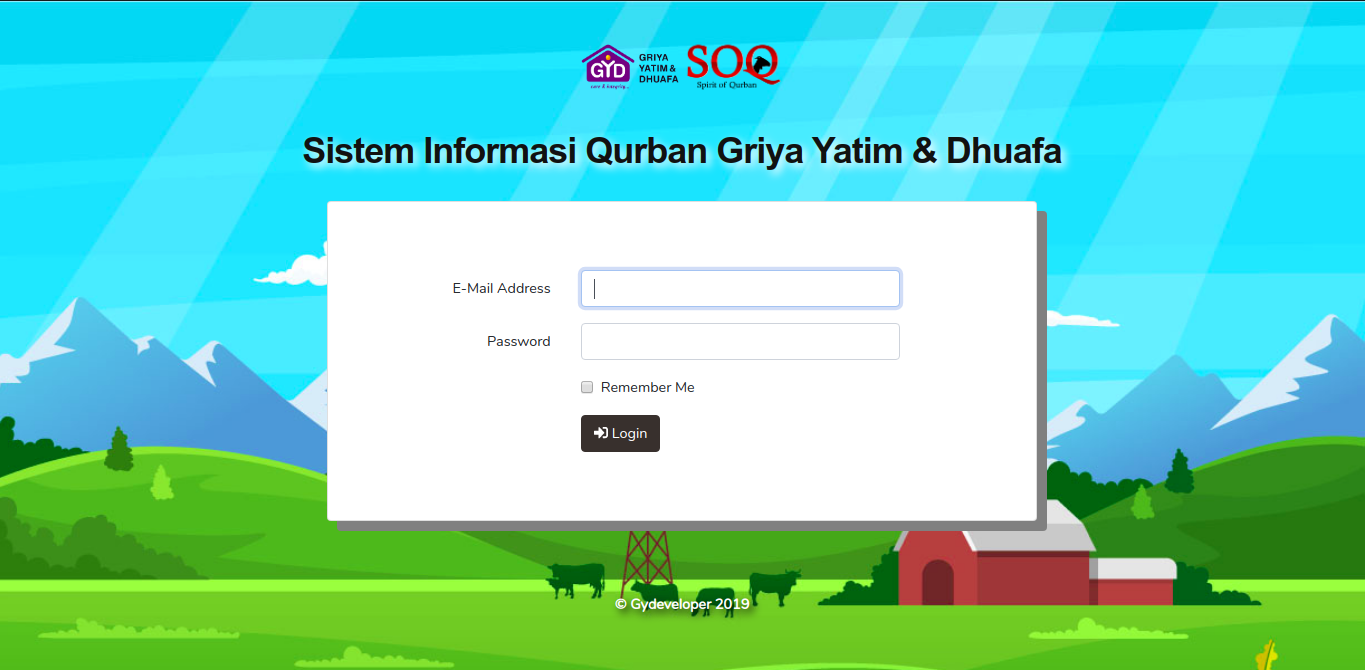 GYD
care & integrity
GRIYA
YATIM &
DHUAFA
SOQ
Spirit of Qurban
Sistem Informasi Qurban Griya Yatim & Dhuafa
E-Mail Address
Password
Remember Me
Login
© Gydeveloper 2019